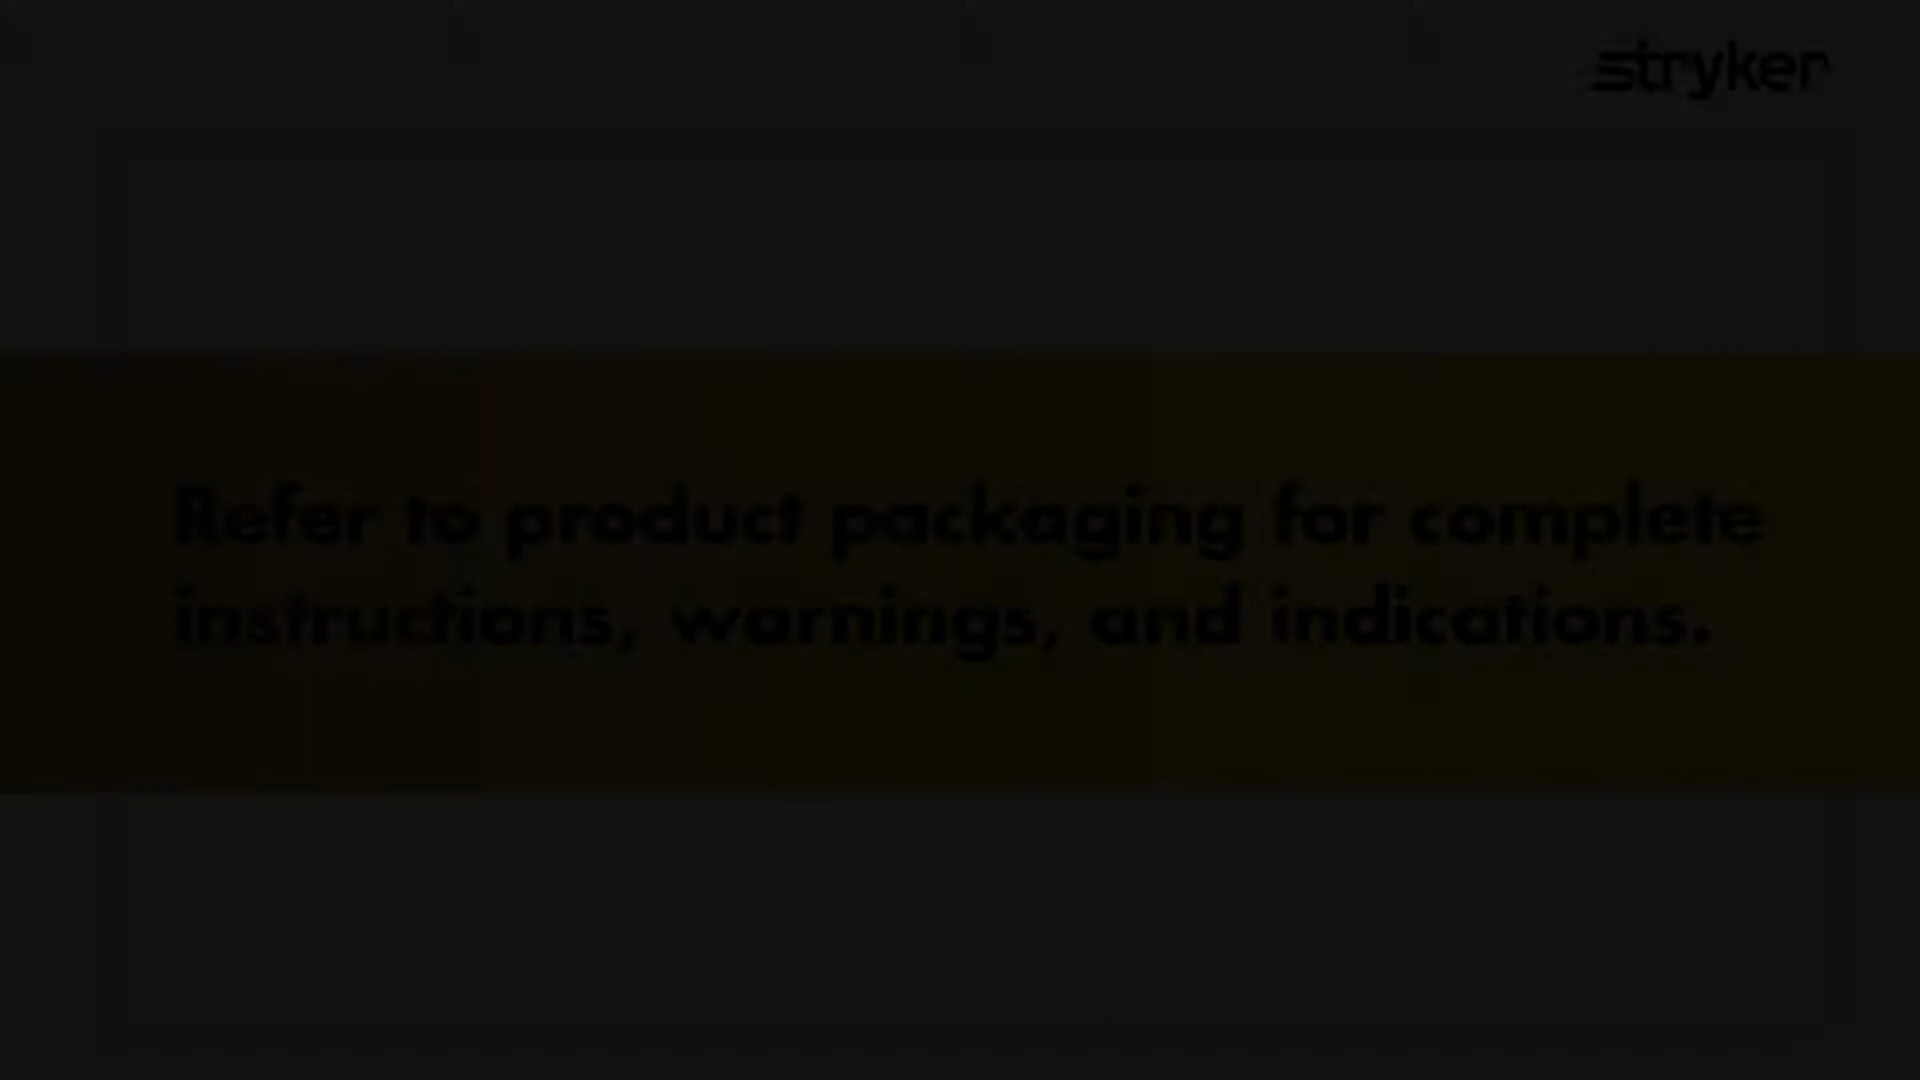 stryker
Refer to product packaging for complete
instructions, warnings, and indications.